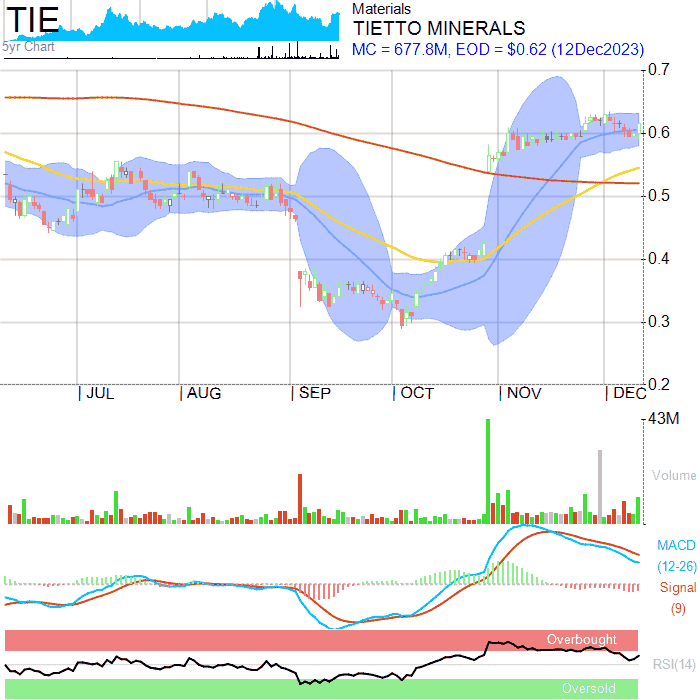 TIE
5yr Chart
Materials
TIETTO MINERALS
MC = 677.8M, EOD = $0.62 (12Dec2023)
0.7
0.6
0.5
0.4
0.3
0.2
| JUL | AUG | SEP | OCT | NOV | DEC
43M
Volume
MACD
(12-26)
Signal
(9)
Overbought
RSI(14)
Oversold